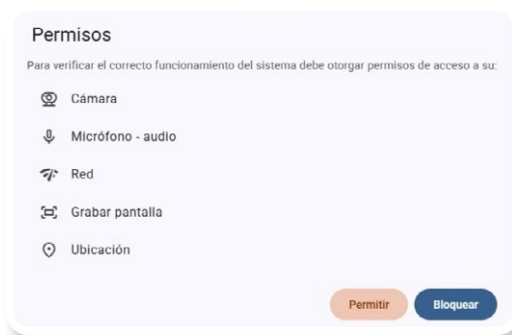 Permisos
Para verificar el correcto funcionamiento del sistema debe otorgar permisos de acceso a su:
Cámara
Micrófono - audio
Red
Grabar pantalla
Ubicación
Permitir Bloquear